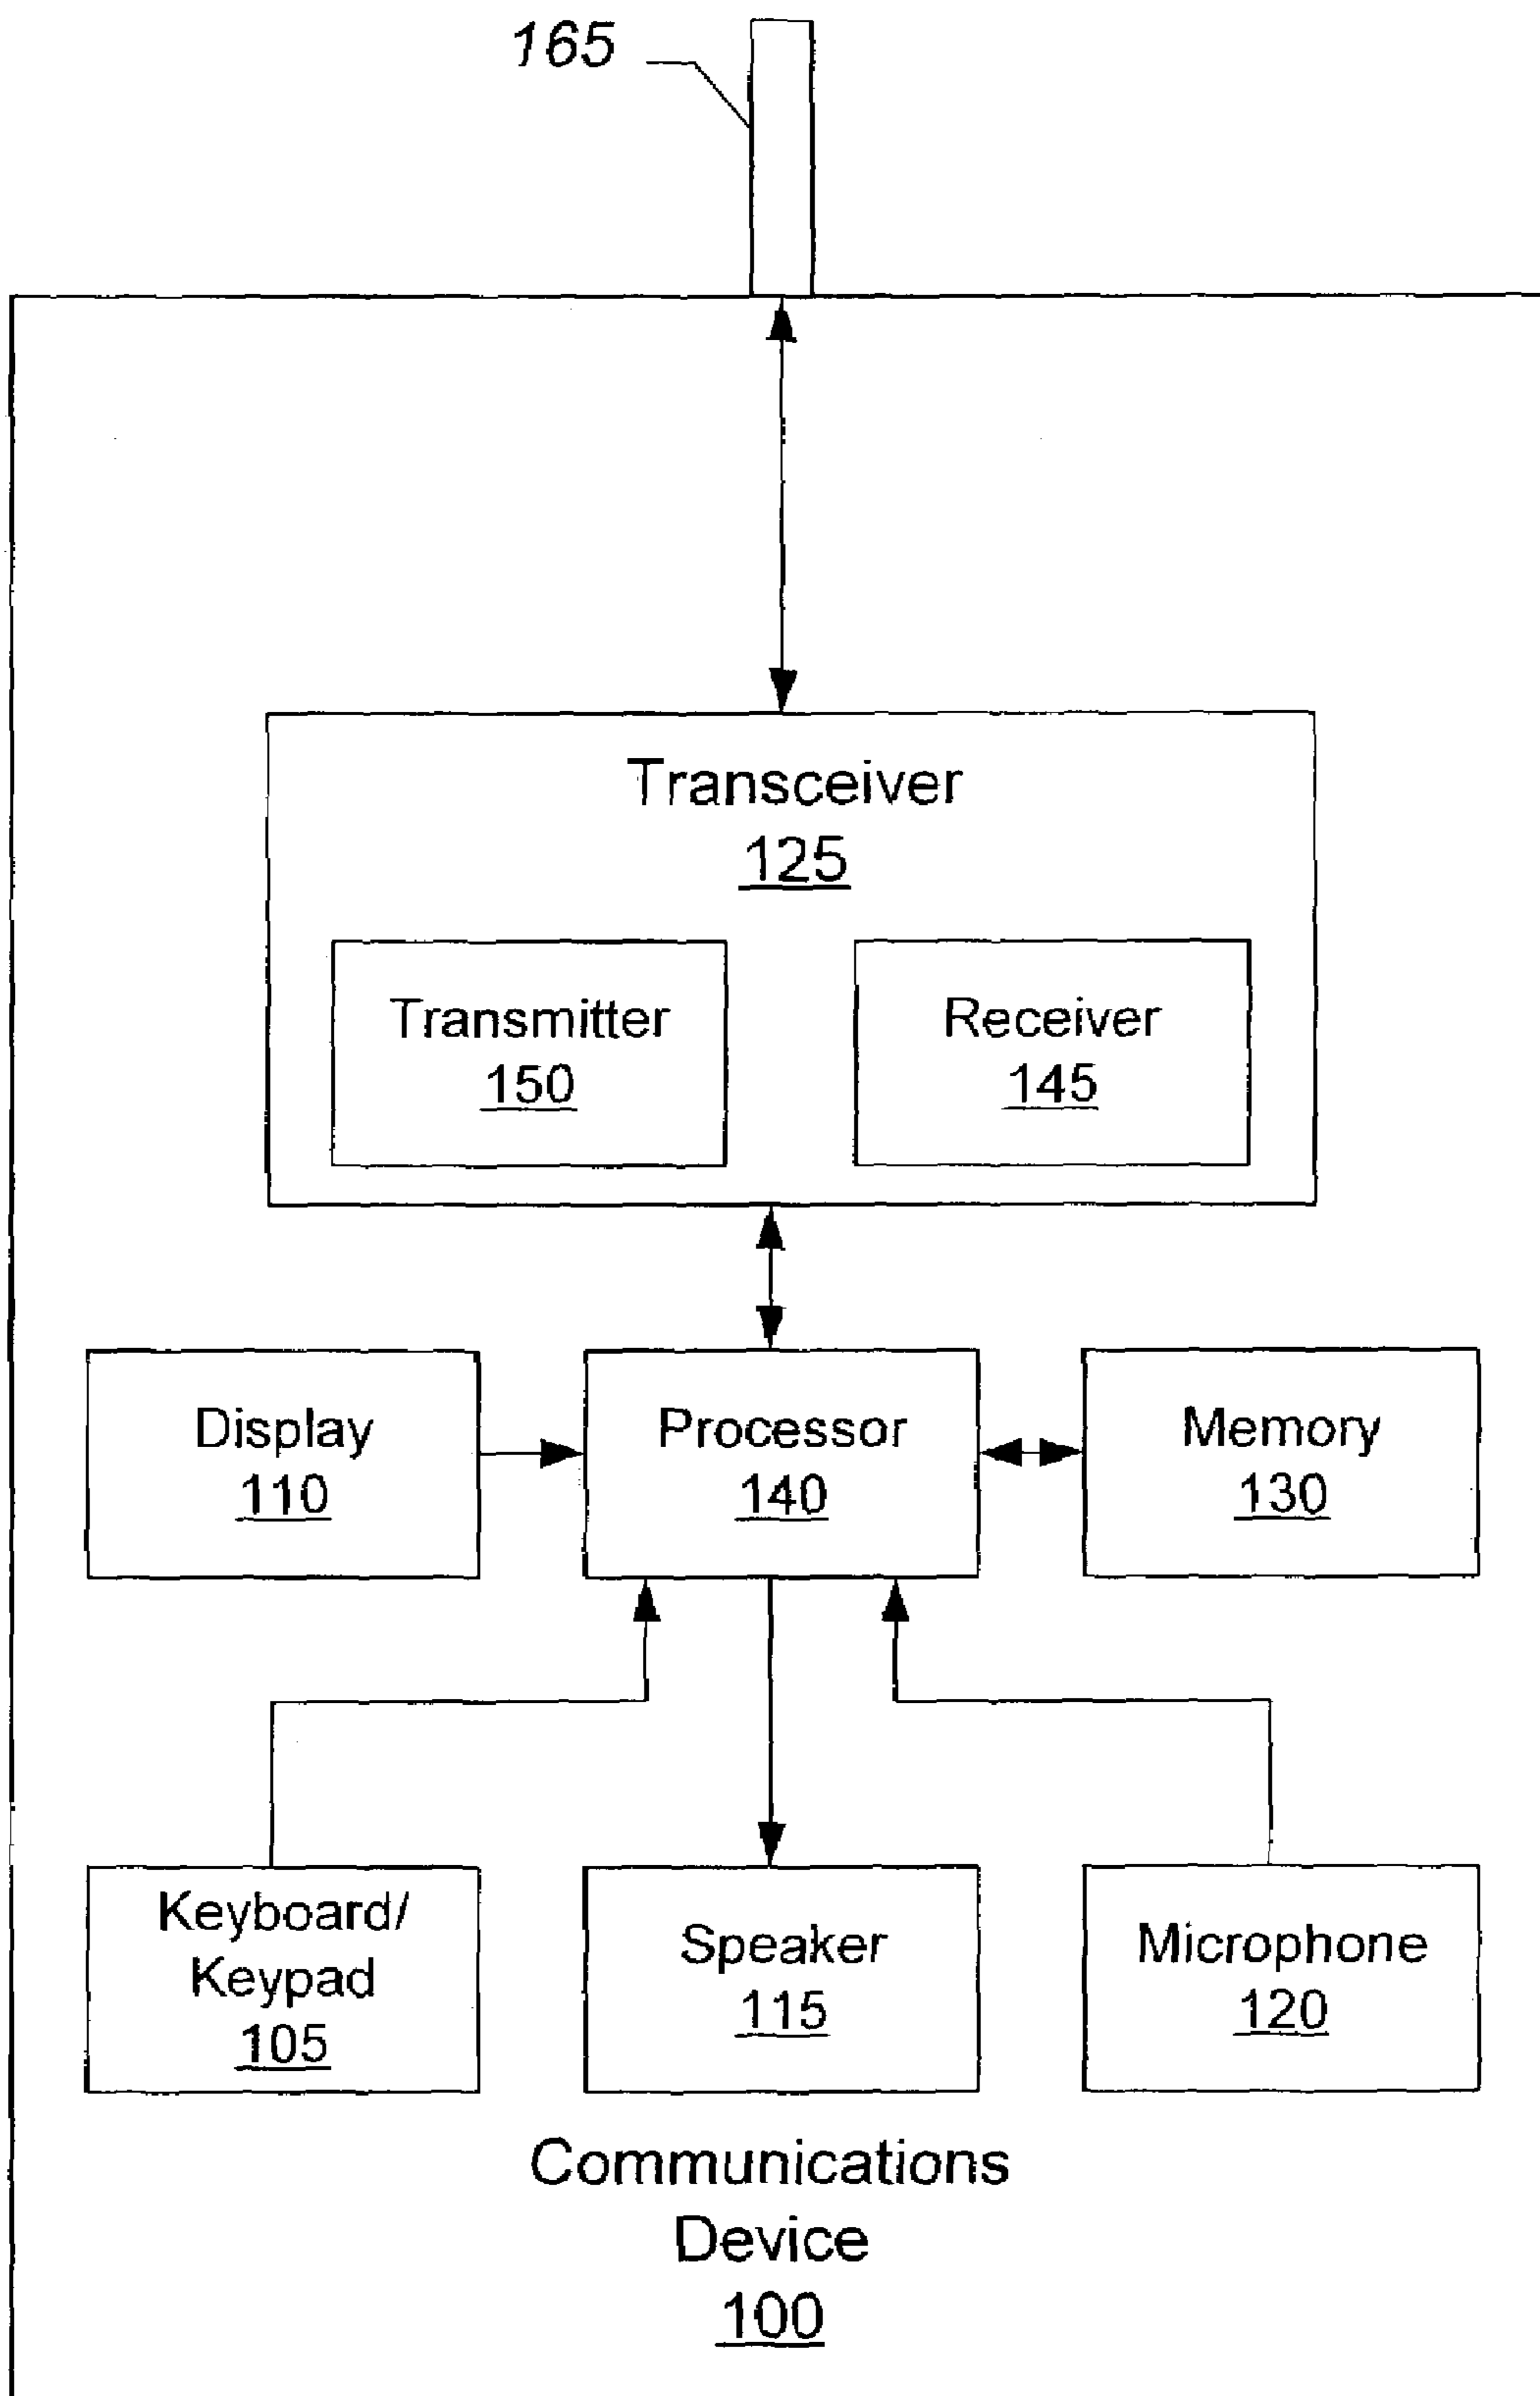 165
Transceiver
125
Transmitter
150
Receiver
145
Display
110
Processor
140
Memory
130
Keyboard/
Keypad
105
Speaker
115
Microphone
120
Communications
Device
100